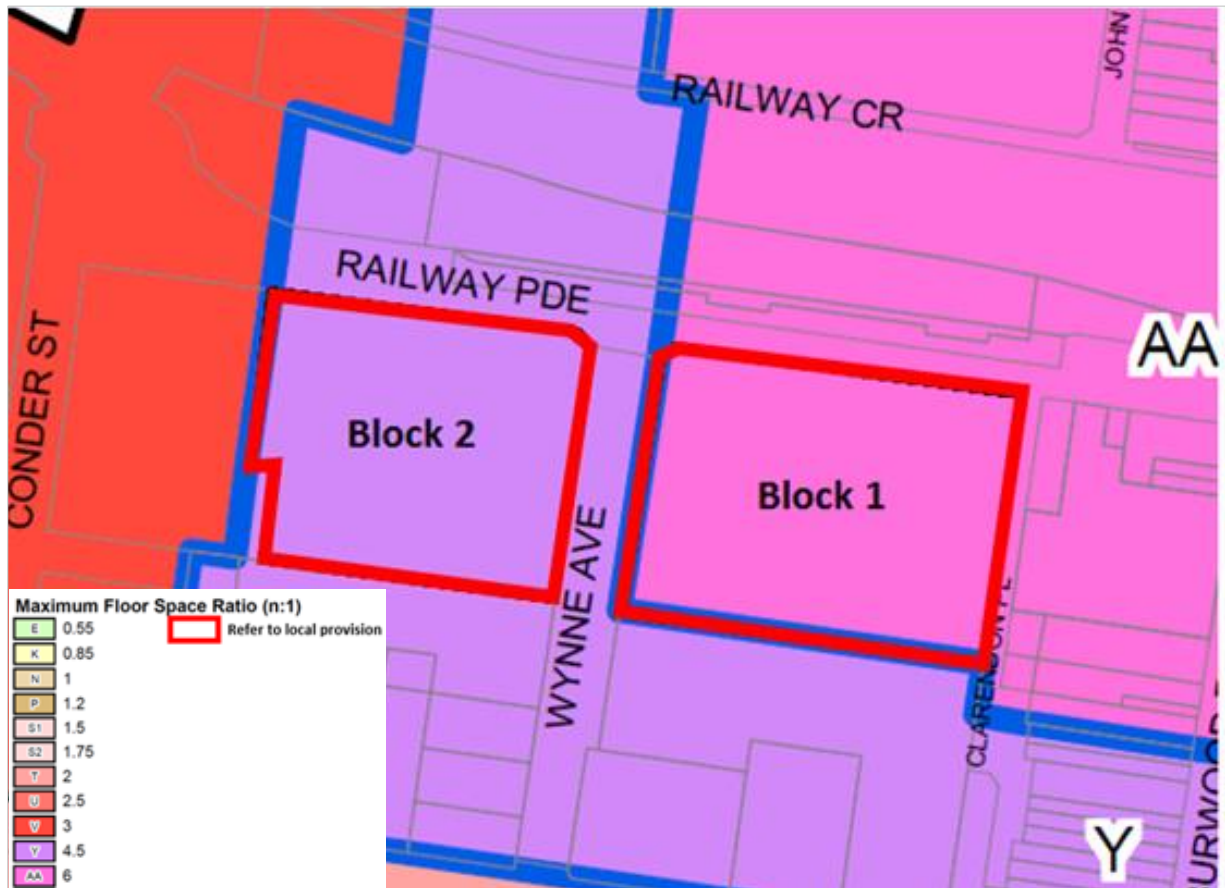 JOHN
RAILWAY CR
RAILWAY PDE
AA
CONDER ST
Block 2
Block 1
WYNNE AVE
Y
Maximum Floor Space Ratio (n:1)
Refer to local provision
E 0.55
K 0.85
N 1
P 1.2
S1 1.5
S2 1.75
T 2
U 2.5
V 3
Y 4.5
AA 6